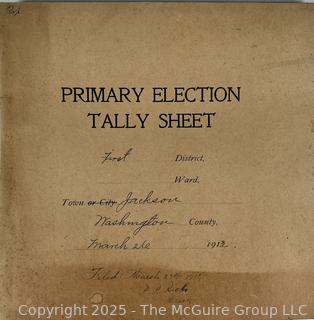 PRIMARY ELECTION
TALLY SHEET
First District,
Ward,
Town or City Jackson
Washington County,
March 26 1912.
Filed March
Copyright 2025 - The McGuire Group LLC